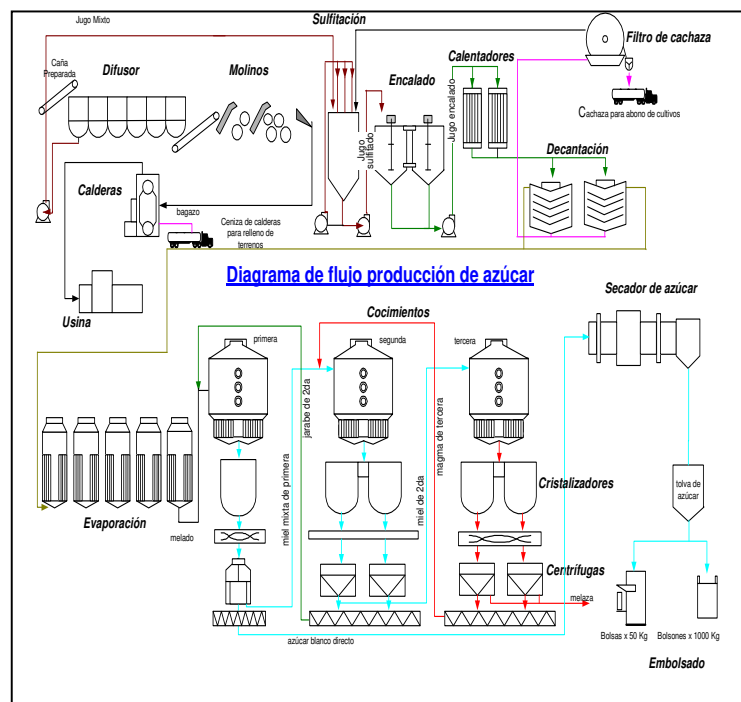 Jugo Mixto
Sulfitación
Caña
Preparada
Difusor
Molinos
Encalado
Calentadores
Filtro de cachaza
Cachaza para abono de cultivos
Jugo encalado
Jugo
sulfitado
Decantación
Calderas
bagazo
Ceniza de calderas
para relleno de
terrenos
Usina
Diagrama de flujo producción de azúcar
Secador de azúcar
Cocimientos
primera
segunda
tercera
jarabe de 2da
magma de tercera
miel mixta de primera
miel de 2da
Evaporación
melado
Cristalizadores
tolva de
azúcar
Centrífugas
melaza
azúcar blanco directo
Bolsas x 50 Kg
Bolsones x 1000 Kg
Embolsado